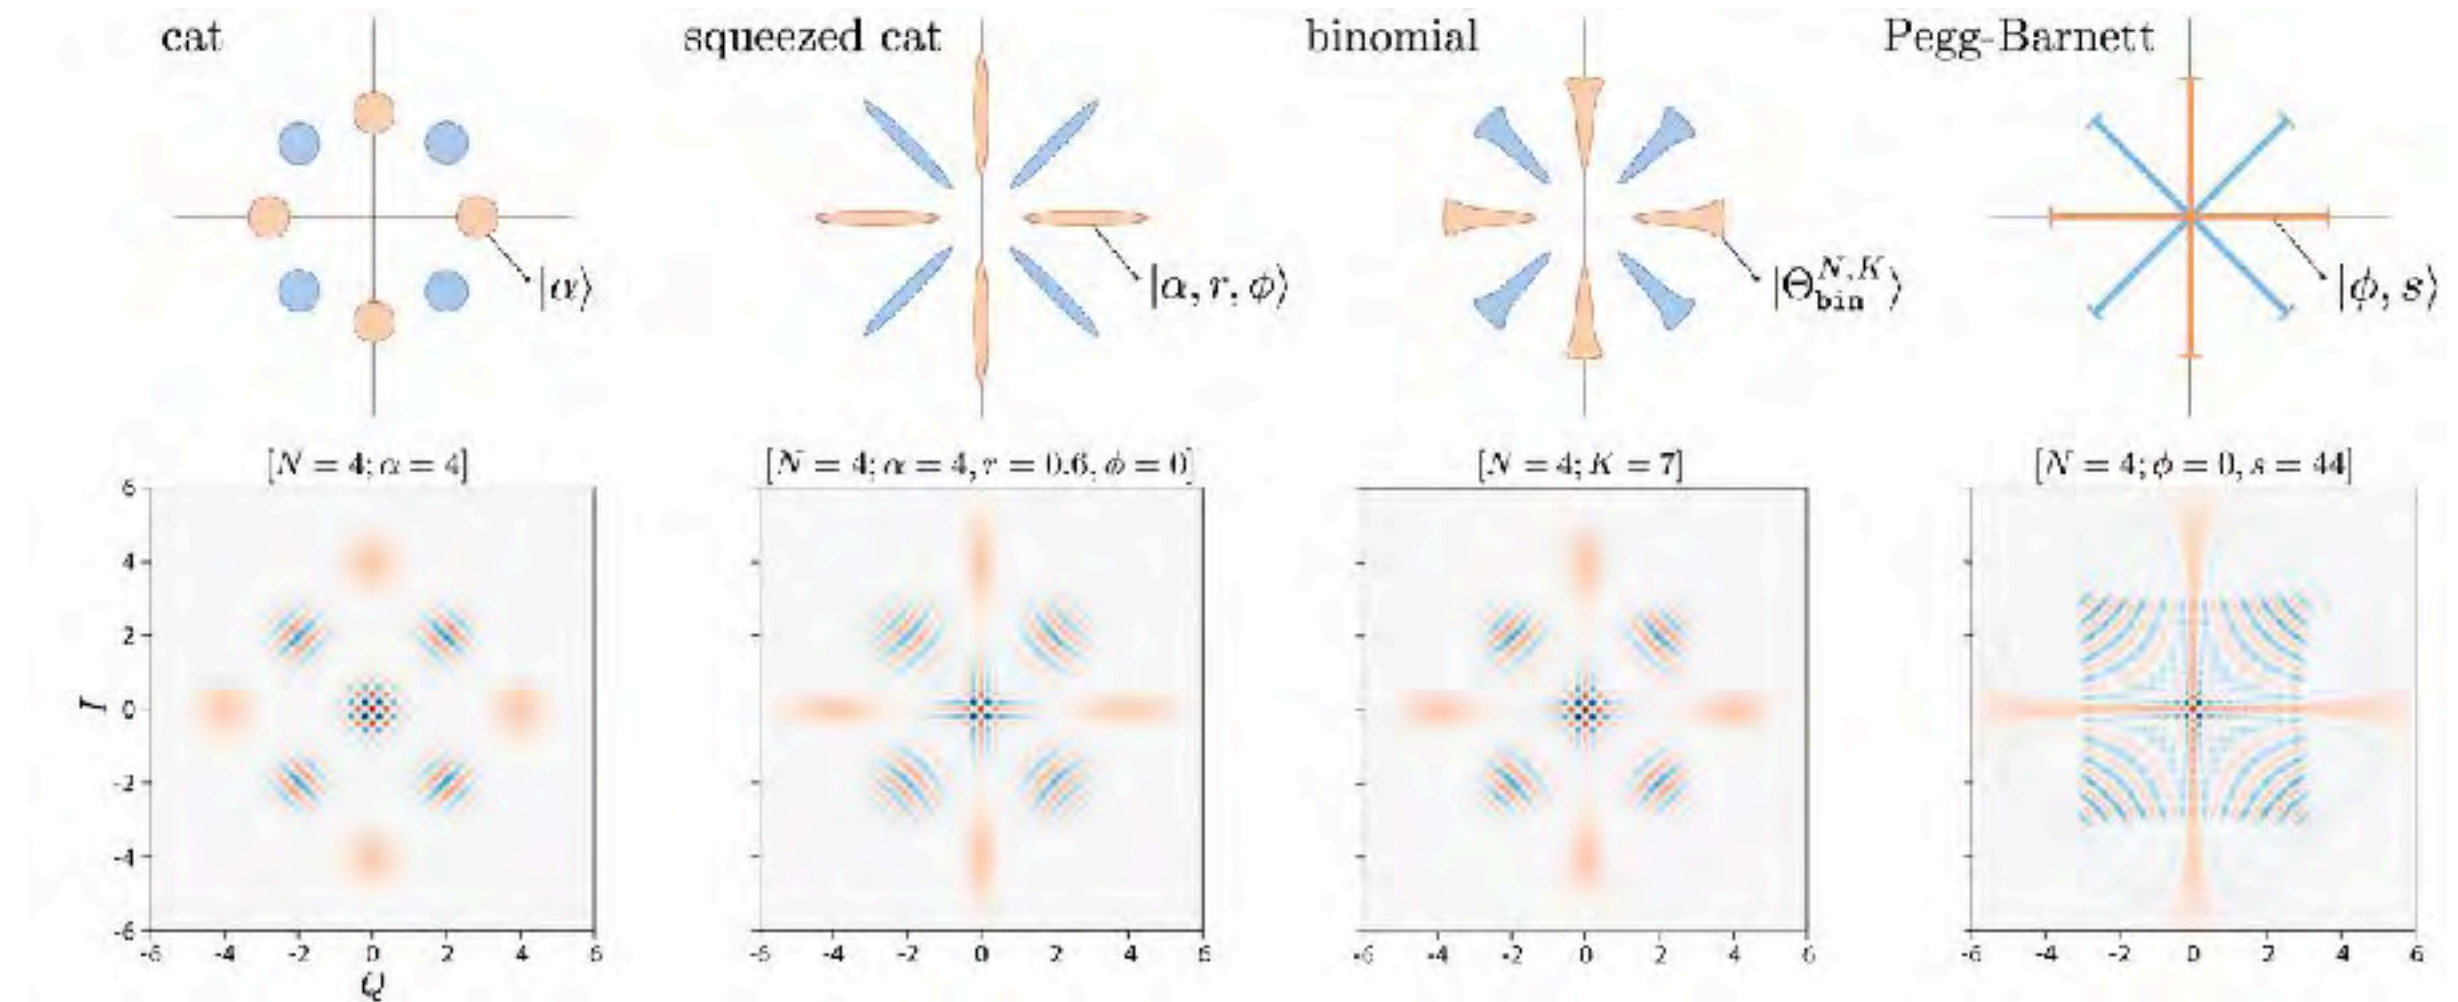 cat
squeezed cat
binomial
Pegg-Barnett
|α⟩
|α, r, ϕ⟩
|Θ^{N,K}_{bin}⟩
|ϕ, s⟩
[N = 4; α = 4]
[N = 4; α = 4, r = 0.6, ϕ = 0]
[N = 4; K = 7]
[N = 4; ϕ = 0, s = 44]
6
4
2
0
-2
-4
-6
I
-6 -4 -2 0 2 4 6
-6 -4 -2 0 2 4 6
-6 -4 -2 0 2 4 6
-6 -4 -2 0 2 4 6
Q